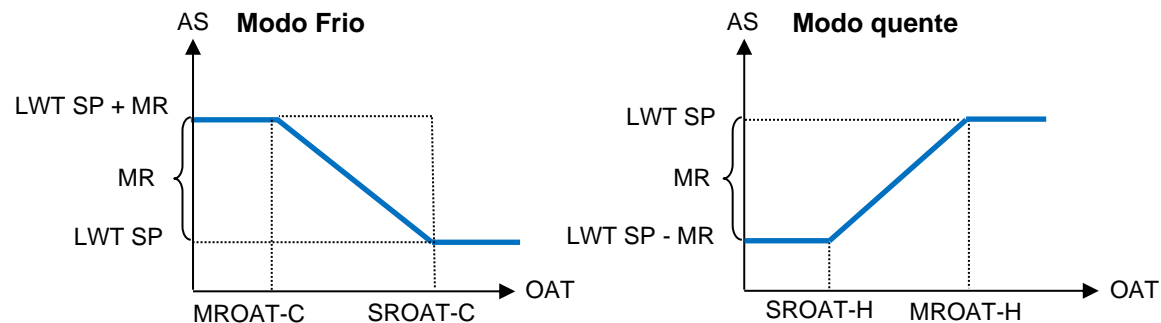 AS
Modo Frio
LWT SP + MR
MR
LWT SP
OAT
MROAT-C
SROAT-C
AS
Modo quente
LWT SP
MR
LWT SP - MR
OAT
SROAT-H
MROAT-H